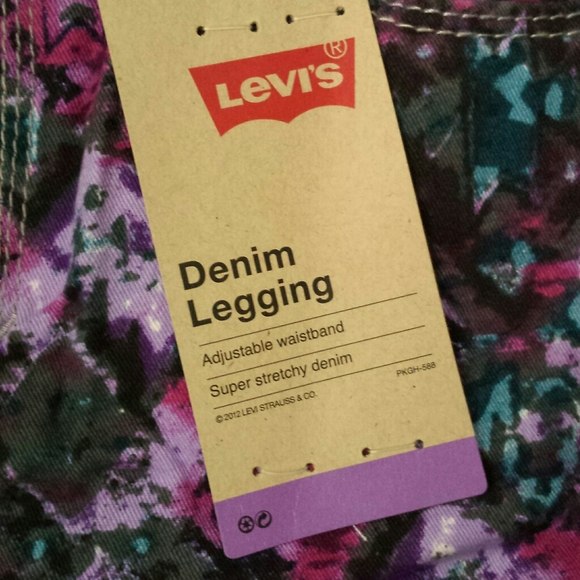 LEVI'S®
Denim
Legging
Adjustable waistband
Super stretchy denim
PKGH-588
© 2012 LEVI STRAUSS & CO.